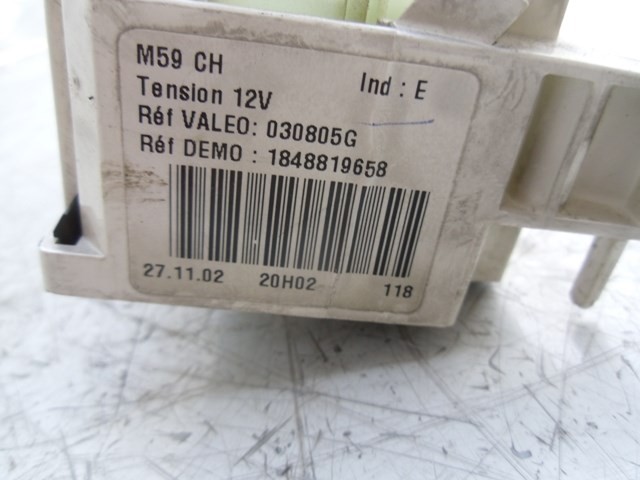 M59 CH
Ind : E
Tension 12V
Réf VALEO: 030805G
Réf DEMO : 1848819658
27.11.02 20H02 118